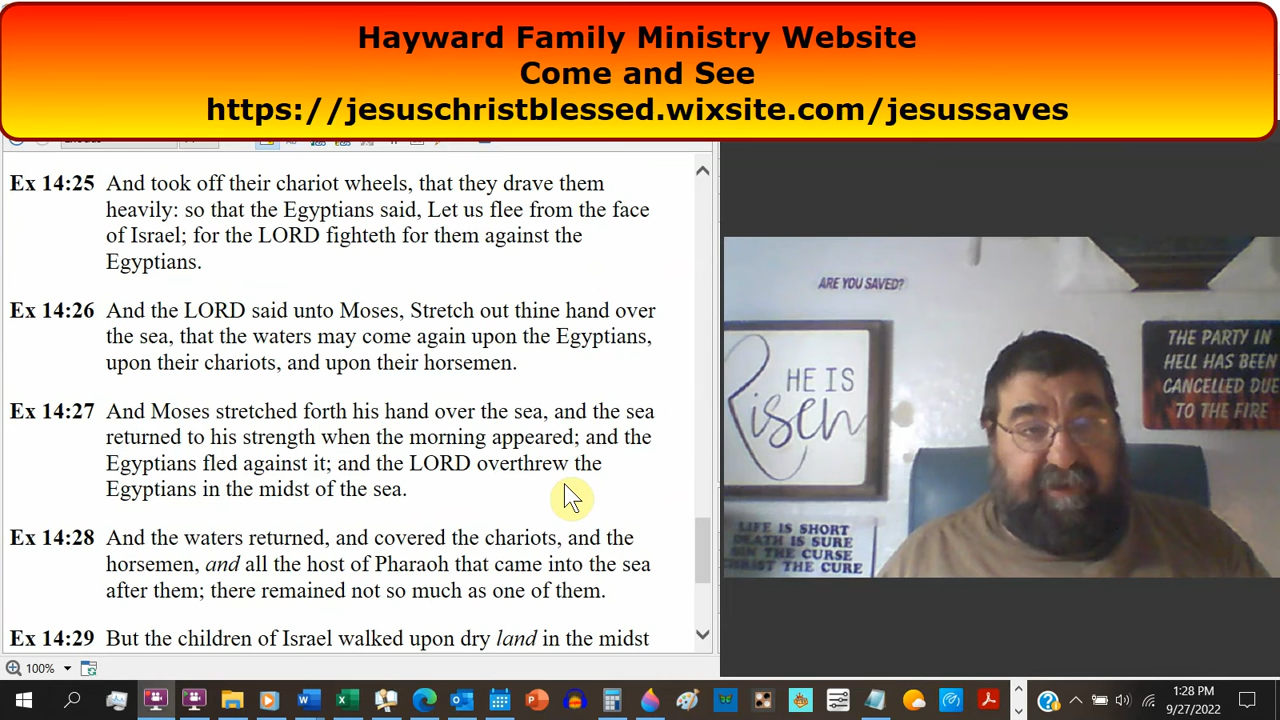 Hayward Family Ministry Website
Come and See
https://jesuschristblessed.wixsite.com/jesussaves
Ex 14:25 And took off their chariot wheels, that they drave them
heavily: so that the Egyptians said, Let us flee from the face
of Israel; for the LORD fighteth for them against the
Egyptians.
Ex 14:26 And the LORD said unto Moses, Stretch out thine hand over
the sea, that the waters may come again upon the Egyptians,
upon their chariots, and upon their horsemen.
Ex 14:27 And Moses stretched forth his hand over the sea, and the sea
returned to his strength when the morning appeared; and the
Egyptians fled against it; and the LORD overthrew the
Egyptians in the midst of the sea.
Ex 14:28 And the waters returned, and covered the chariots, and the
horsemen, and all the host of Pharaoh that came into the sea
after them; there remained not so much as one of them.
Ex 14:29 But the children of Israel walked upon dry land in the midst
100%
ARE YOU SAVED?
HE IS
Risen
THE PARTY IN
HELL HAS BEEN
CANCELLED DUE
TO THE FIRE
LIFE IS SHORT
DEATH IS SURE
SIN THE CURSE
CHRIST THE CURE
1:28 PM
9/27/2022